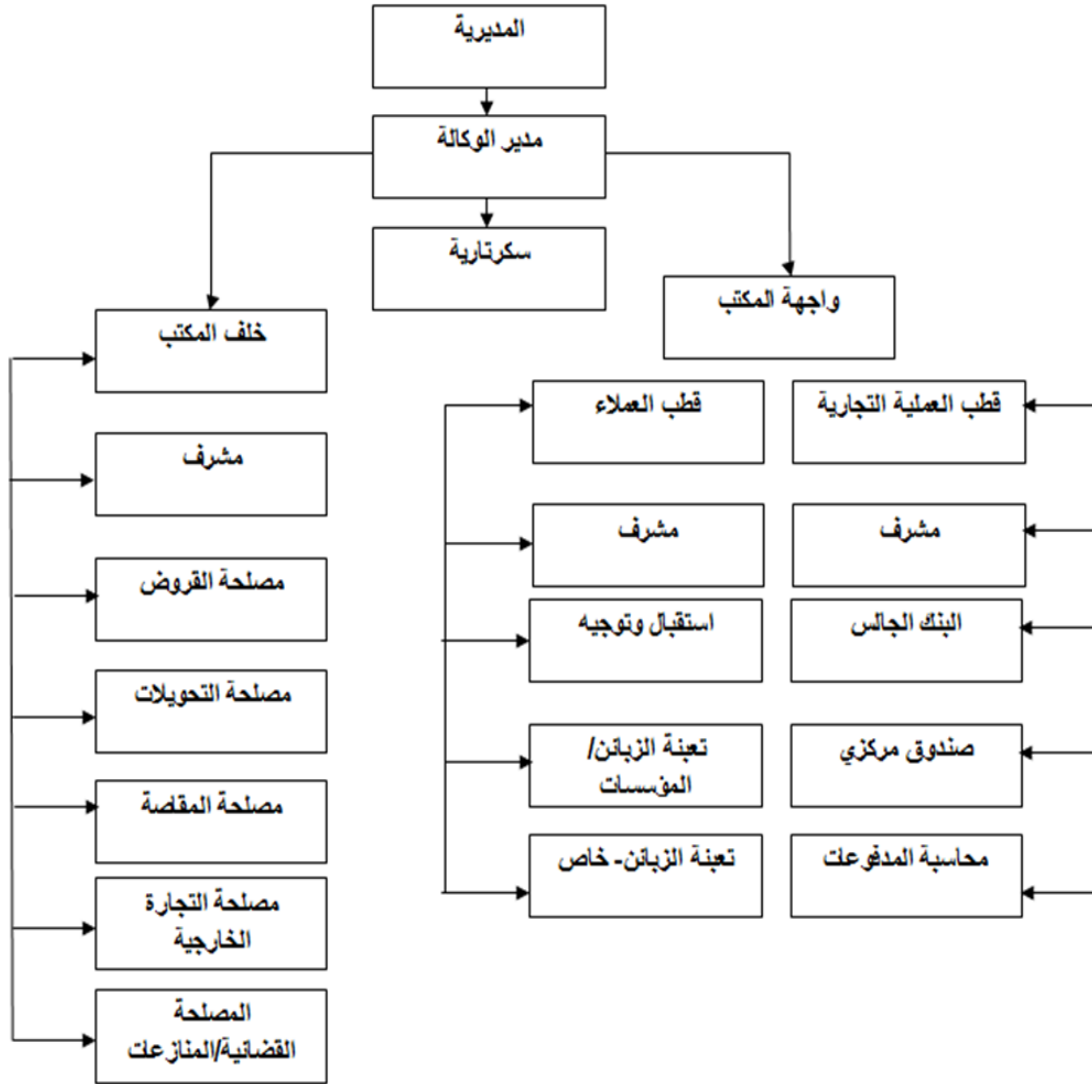 المديرية
مدير الوكالة
سكرتارية
واجهة المكتب
خلف المكتب
قطب العملية التجارية
قطب العملاء
مشرف
مشرف
مشرف
البنك الجالس
استقبال وتوجيه
مصلحة القروض
مصلحة التحويلات
صندوق مركزي
تعبئة الزبائن/
المؤسسات
مصلحة المقاصة
محاسبة المدفوعات
تعبئة الزبائن- خاص
مصلحة التجارة
الخارجية
المصلحة
القضائية/المنازعات